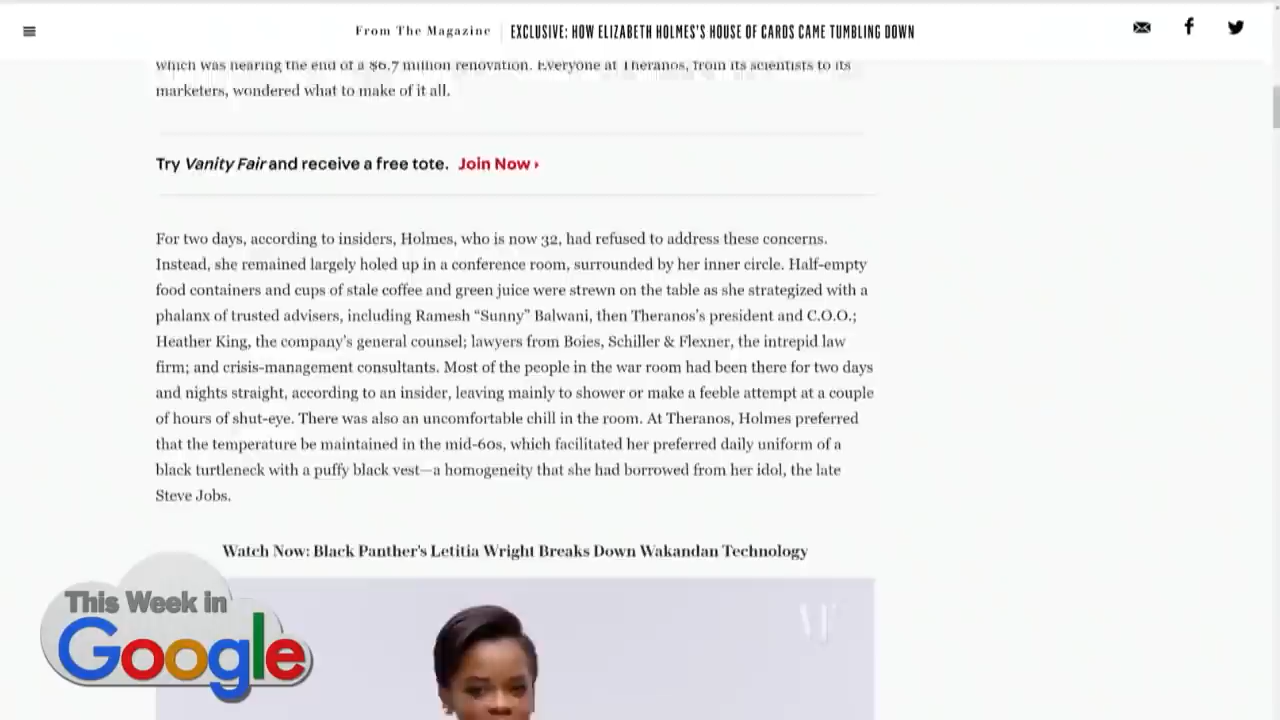 From The Magazine | EXCLUSIVE: HOW ELIZABETH HOLMES'S HOUSE OF CARDS CAME TUMBLING DOWN
which was nearing the end of a $6.7 million renovation. Everyone at Theranos, from its scientists to its
marketers, wondered what to make of it all.
Try Vanity Fair and receive a free tote. Join Now ›
For two days, according to insiders, Holmes, who is now 32, had refused to address these concerns.
Instead, she remained largely holed up in a conference room, surrounded by her inner circle. Half-empty
food containers and cups of stale coffee and green juice were strewn on the table as she strategized with a
phalanx of trusted advisers, including Ramesh “Sunny” Balwani, then Theranos’s president and C.O.O.;
Heather King, the company’s general counsel; lawyers from Boies, Schiller & Flexner, the intrepid law
firm; and crisis-management consultants. Most of the people in the war room had been there for two days
and nights straight, according to an insider, leaving mainly to shower or make a feeble attempt at a couple
of hours of shut-eye. There was also an uncomfortable chill in the room. At Theranos, Holmes preferred
that the temperature be maintained in the mid-60s, which facilitated her preferred daily uniform of a
black turtleneck with a puffy black vest—a homogeneity that she had borrowed from her idol, the late
Steve Jobs.
Watch Now: Black Panther's Letitia Wright Breaks Down Wakandan Technology
VF
This Week in
Google